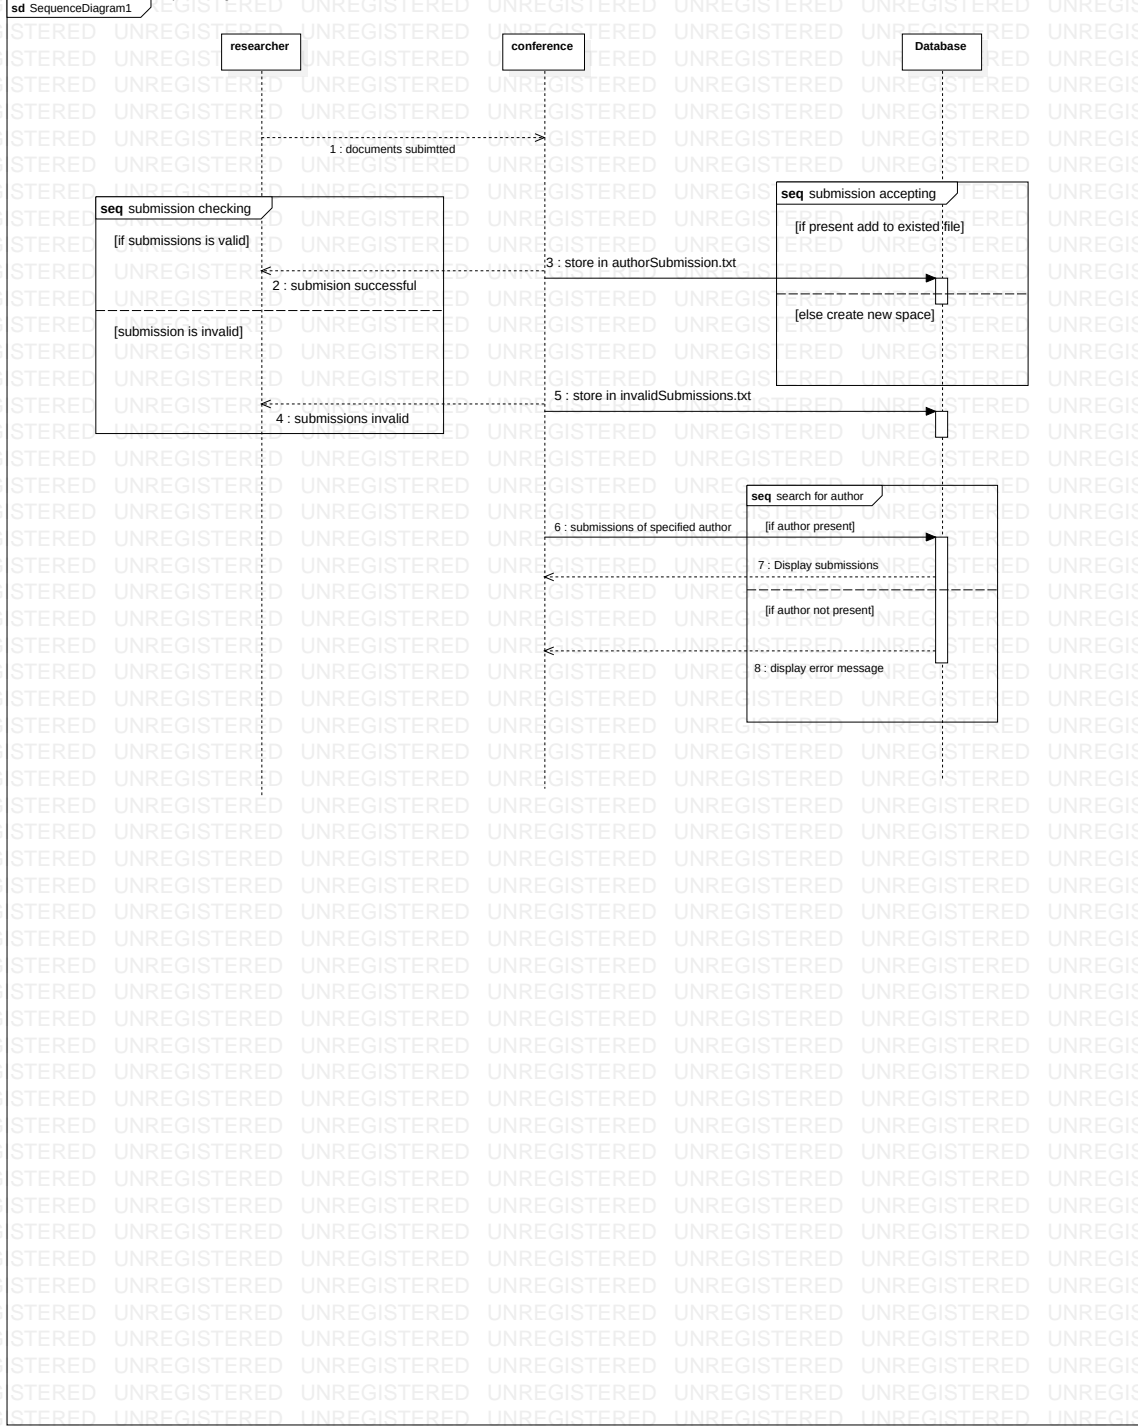 sd SequenceDiagram1
researcher
conference
Database
1 : documents subimtted
seq submission checking
seq submission accepting
[if submissions is valid]
[if present add to existed file]
3 : store in authorSubmission.txt
2 : submision successful
[else create new space]
[submission is invalid]
5 : store in invalidSubmissions.txt
4 : submissions invalid
seq search for author
6 : submissions of specified author
[if author present]
7 : Display submissions
[if author not present]
8 : display error message
UNREGISTERED